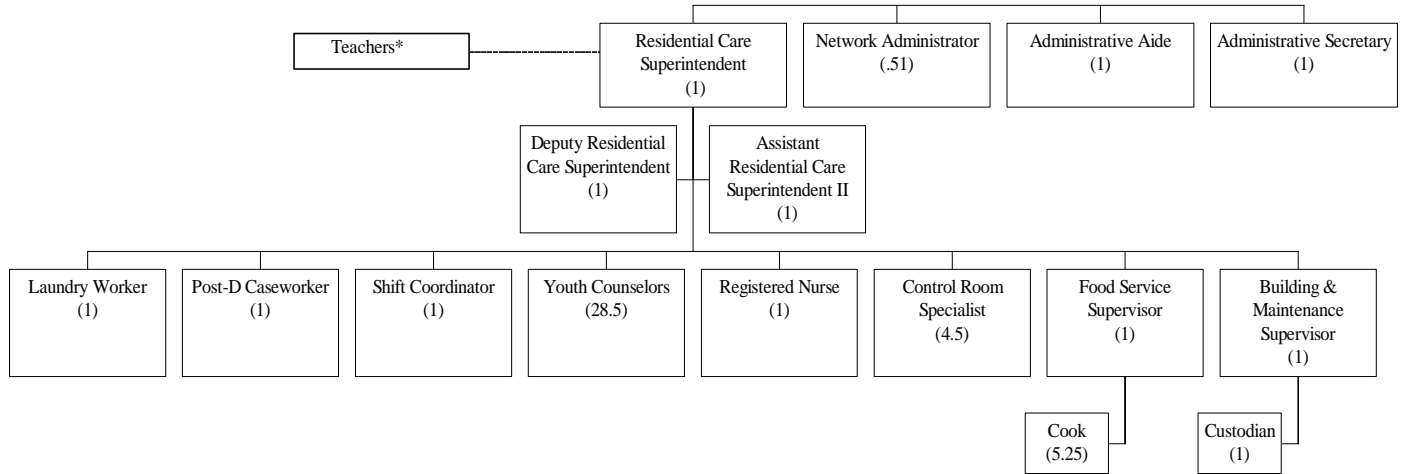 Teachers*
Residential Care
Superintendent
(1)
Network Administrator
(.51)
Administrative Aide
(1)
Administrative Secretary
(1)
Deputy Residential
Care Superintendent
(1)
Assistant
Residential Care
Superintendent II
(1)
Laundry Worker
(1)
Post-D Caseworker
(1)
Shift Coordinator
(1)
Youth Counselors
(28.5)
Registered Nurse
(1)
Control Room
Specialist
(4.5)
Food Service
Supervisor
(1)
Building &
Maintenance
Supervisor
(1)
Cook
(5.25)
Custodian
(1)